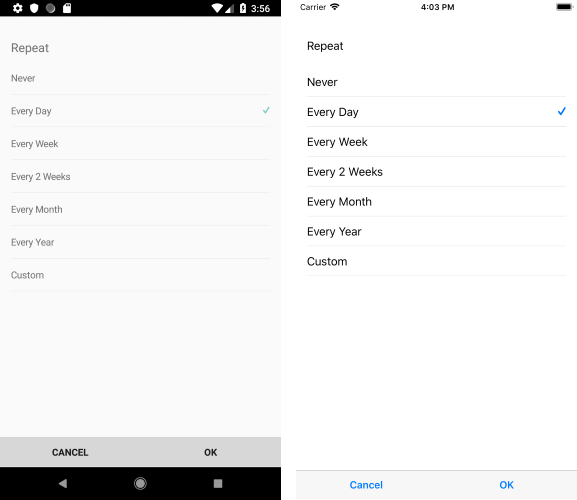 3:56
Repeat
Never
Every Day
Every Week
Every 2 Weeks
Every Month
Every Year
Custom
CANCEL OK
Carrier 4:03 PM
Repeat
Never
Every Day
Every Week
Every 2 Weeks
Every Month
Every Year
Custom
Cancel OK